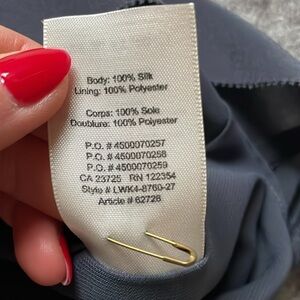 Body: 100% Silk
Lining: 100% Polyester
Corps: 100% Soie
Doublure: 100% Polyester
P.O. # 4500070257
P.O. # 4500070258
P.O. # 4500070259
CA 23725 RN 122354
Style # LWK4-8760-27
Article # 62728